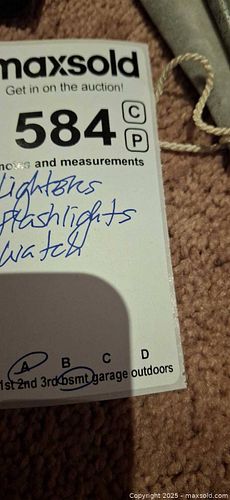 maxsold
Get in on the auction!
584 C
P
and measurements
Lighters
flashlights
watch
A B C D
1st 2nd 3rd bsmt garage outdoors
Copyright 2025 - maxsold.com